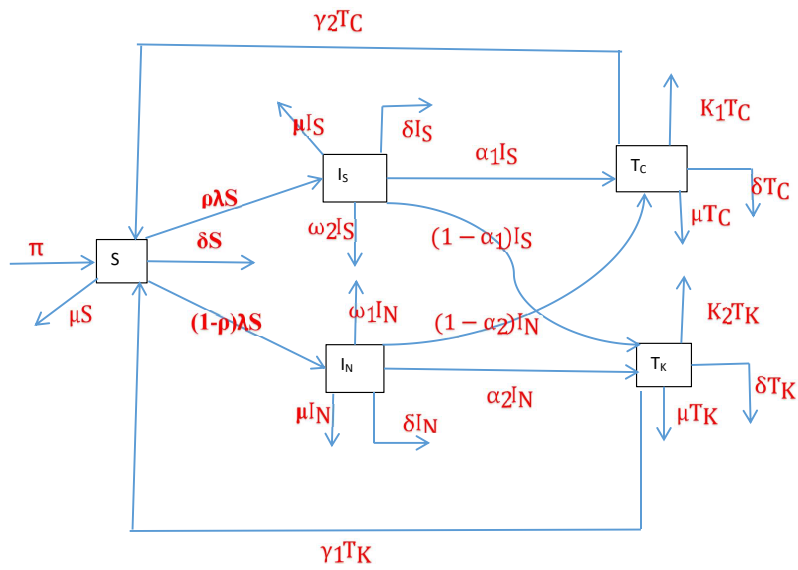 γ2TC
K1TC
μIS
δIS
α1IS
TC
IS
δTC
ρλS
μTC
ω2IS
(1 − α1)IS
δS
π
S
K2TK
μS
(1-ρ)λS
ω1IN
(1 − α2)IN
IN
TK
δTK
α2IN
μIN
μTK
δIN
γ1TK